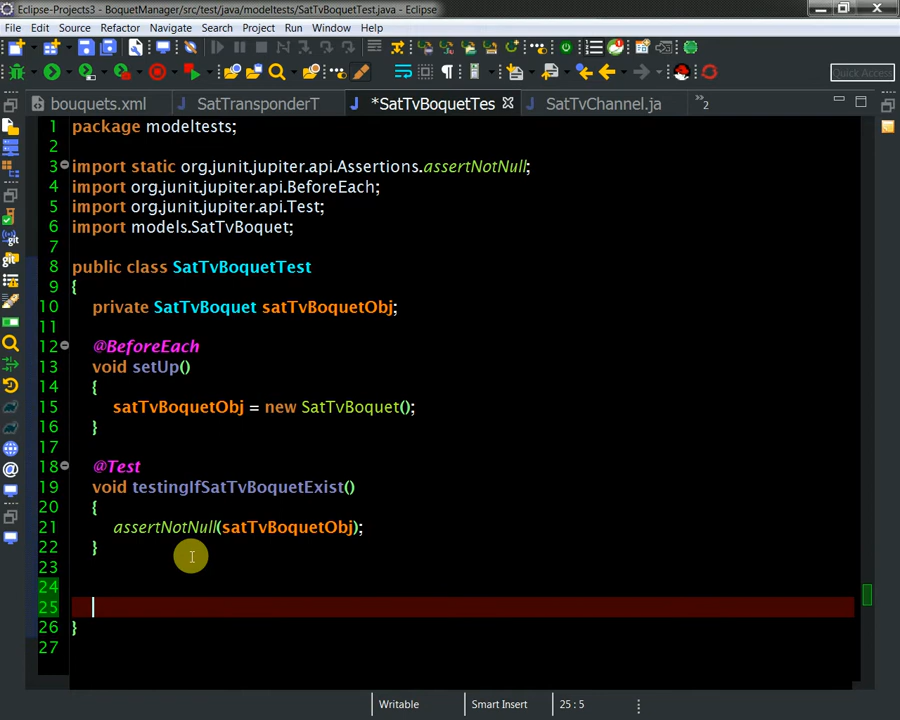 Eclipse-Projects3 - BoquetManager/src/test/java/modeltests/SatTvBoquetTest.java - Eclipse
File Edit Source Refactor Navigate Search Project Run Window Help
Quick Access
bouquets.xml SatTransponderT *SatTvBoquetTes SatTvChannel.ja »2
1 package modeltests;
2
3 import static org.junit.jupiter.api.Assertions.assertNotNull;
4 import org.junit.jupiter.api.BeforeEach;
5 import org.junit.jupiter.api.Test;
6 import models.SatTvBoquet;
7
8 public class SatTvBoquetTest
9 {
10 private SatTvBoquet satTvBoquetObj;
11
12 @BeforeEach
13 void setUp()
14 {
15 satTvBoquetObj = new SatTvBoquet();
16 }
17
18 @Test
19 void testingIfSatTvBoquetExist()
20 {
21 assertNotNull(satTvBoquetObj);
22 }
23
24
25
26 }
27
Writable Smart Insert 25 : 5